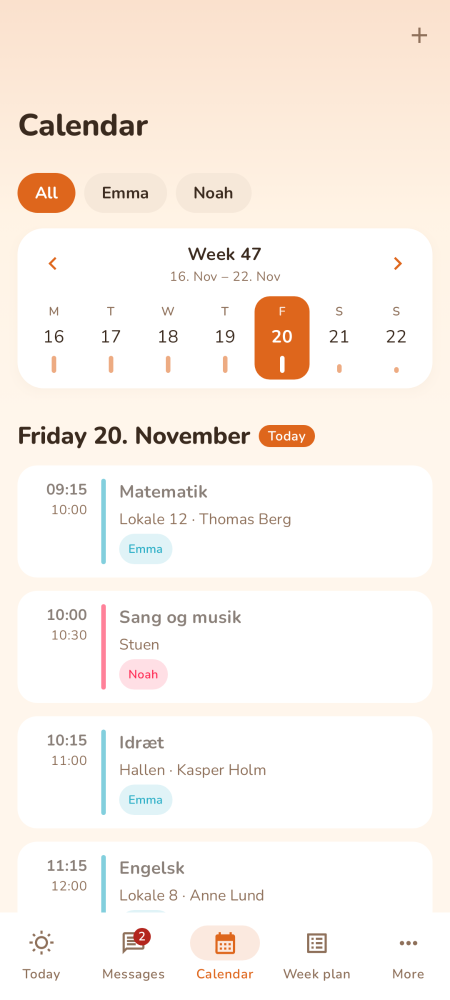 Calendar
All Emma Noah
Week 47
16. Nov – 22. Nov
M T W T F S S
16 17 18 19 20 21 22
Friday 20. November Today
09:15 Matematik
10:00 Lokale 12 · Thomas Berg
Emma
10:00 Sang og musik
10:30 Stuen
Noah
10:15 Idræt
11:00 Hallen · Kasper Holm
Emma
11:15 Engelsk
12:00 Lokale 8 · Anne Lund
2
Today Messages Calendar Week plan More